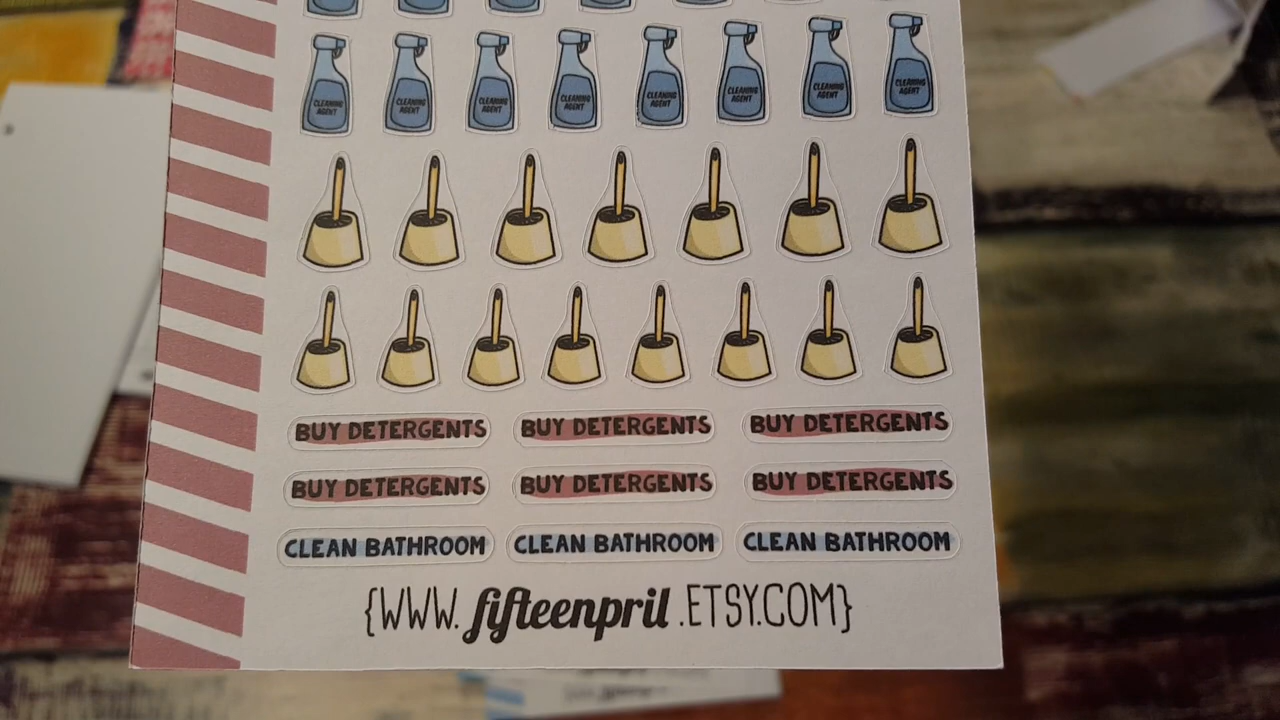 CLEANING AGENT CLEANING AGENT CLEANING AGENT CLEANING AGENT CLEANING AGENT CLEANING AGENT CLEANING AGENT CLEANING AGENT
BUY DETERGENTS BUY DETERGENTS BUY DETERGENTS
BUY DETERGENTS BUY DETERGENTS BUY DETERGENTS
CLEAN BATHROOM CLEAN BATHROOM CLEAN BATHROOM
{WWW.fifteenpril.ETSY.COM}